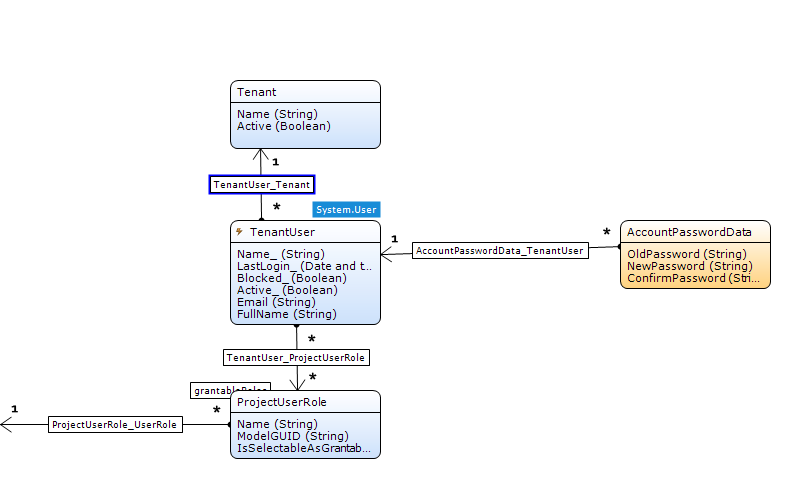 Tenant
Name (String)
Active (Boolean)
1
TenantUser_Tenant
*
System.User
TenantUser
Name_ (String)
LastLogin_ (Date and t...
Blocked_ (Boolean)
Active_ (Boolean)
Email (String)
FullName (String)
1
AccountPasswordData_TenantUser
*
AccountPasswordData
OldPassword (String)
NewPassword (String)
ConfirmPassword (Stri...
*
TenantUser_ProjectUserRole
*
grantableRoles
1
ProjectUserRole_UserRole
*
ProjectUserRole
Name (String)
ModelGUID (String)
IsSelectableAsGrantab...